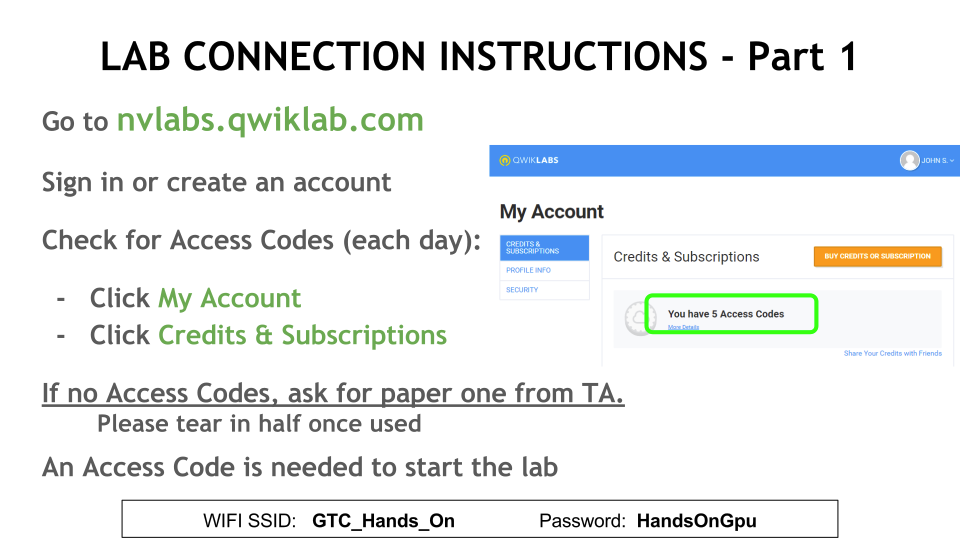 LAB CONNECTION INSTRUCTIONS - Part 1
Go to nvlabs.qwiklab.com
Sign in or create an account
Check for Access Codes (each day):
- Click My Account
- Click Credits & Subscriptions
QWIKLABS
JOHN S.
My Account
CREDITS &
SUBSCRIPTIONS
PROFILE INFO
SECURITY
Credits & Subscriptions
BUY CREDITS OR SUBSCRIPTION
You have 5 Access Codes
More Details
Share Your Credits with Friends
If no Access Codes, ask for paper one from TA.
Please tear in half once used
An Access Code is needed to start the lab
WIFI SSID: GTC_Hands_On Password: HandsOnGpu